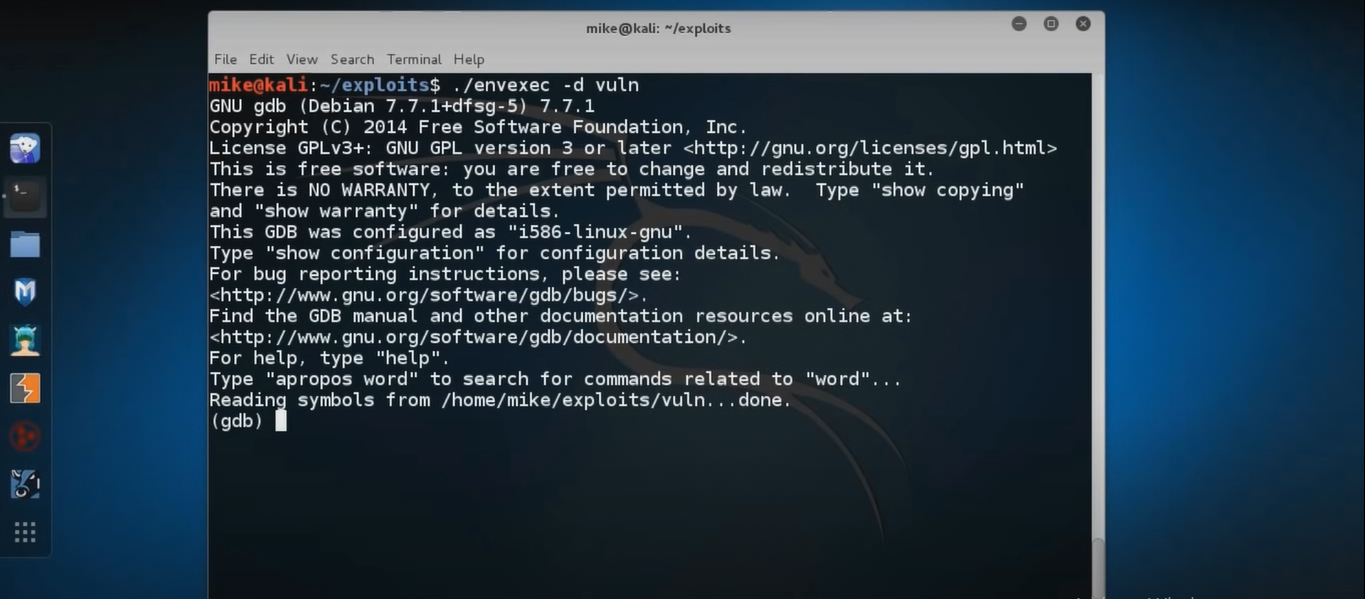 mike@kali: ~/exploits
File Edit View Search Terminal Help
mike@kali:~/exploits$ ./envexec -d vuln
GNU gdb (Debian 7.7.1+dfsg-5) 7.7.1
Copyright (C) 2014 Free Software Foundation, Inc.
License GPLv3+: GNU GPL version 3 or later <http://gnu.org/licenses/gpl.html>
This is free software: you are free to change and redistribute it.
There is NO WARRANTY, to the extent permitted by law.  Type "show copying"
and "show warranty" for details.
This GDB was configured as "i586-linux-gnu".
Type "show configuration" for configuration details.
For bug reporting instructions, please see:
<http://www.gnu.org/software/gdb/bugs/>.
Find the GDB manual and other documentation resources online at:
<http://www.gnu.org/software/gdb/documentation/>.
For help, type "help".
Type "apropos word" to search for commands related to "word"...
Reading symbols from /home/mike/exploits/vuln...done.
(gdb)